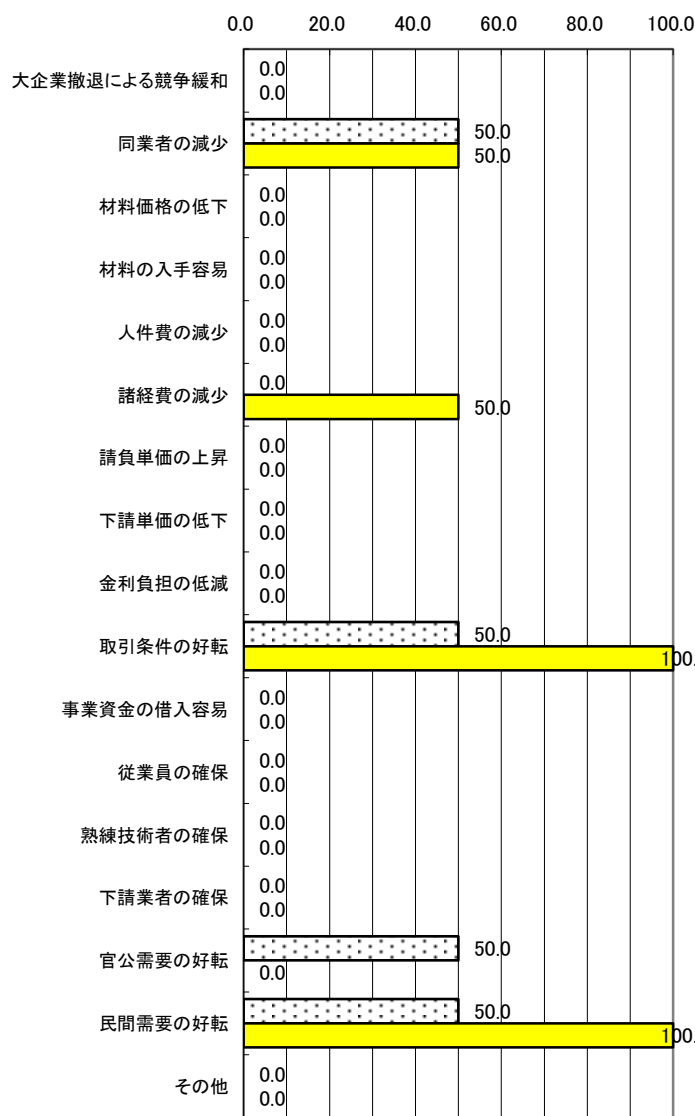 0.0 20.0 40.0 60.0 80.0 100.0
大企業撤退による競争緩和
0.0
0.0
同業者の減少
50.0
50.0
材料価格の低下
0.0
0.0
材料の入手容易
0.0
0.0
人件費の減少
0.0
0.0
諸経費の減少
0.0
50.0
請負単価の上昇
0.0
0.0
下請単価の低下
0.0
0.0
金利負担の低減
0.0
0.0
取引条件の好転
50.0
100.
事業資金の借入容易
0.0
0.0
従業員の確保
0.0
0.0
熟練技術者の確保
0.0
0.0
下請業者の確保
0.0
0.0
官公需要の好転
50.0
0.0
民間需要の好転
50.0
100.
その他
0.0
0.0